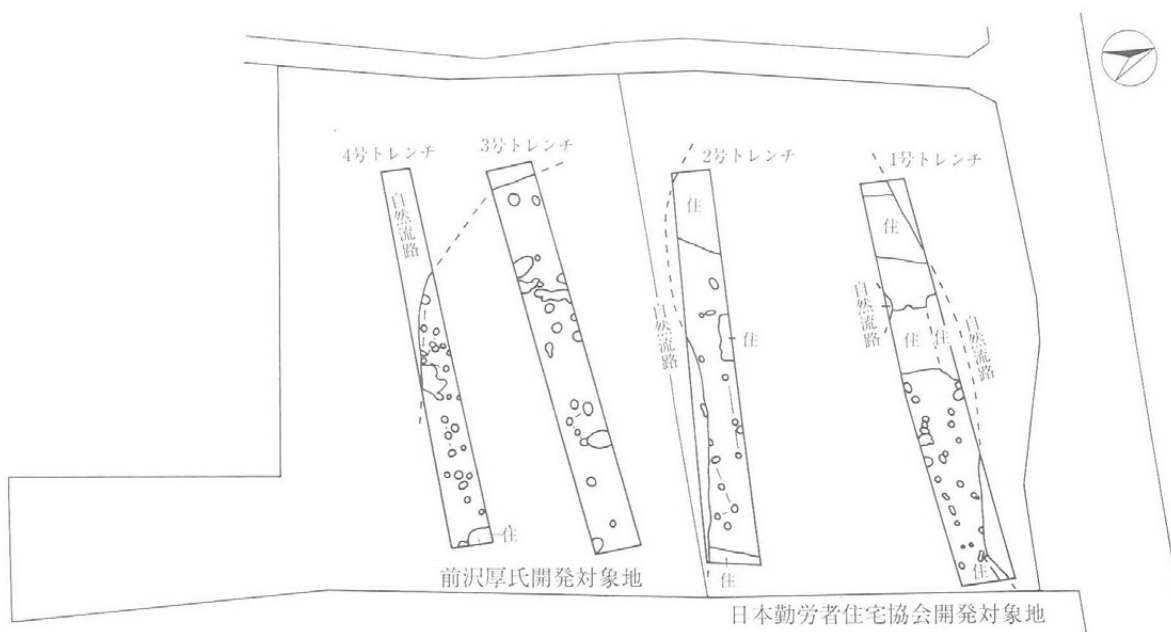 4号トレンチ
3号トレンチ
2号トレンチ
1号トレンチ
自然流路
住
住
自然流路
住
自然流路
住
住
住
自然流路
住
住
住
前沢厚氏開発対象地
日本勤労者住宅協会開発対象地